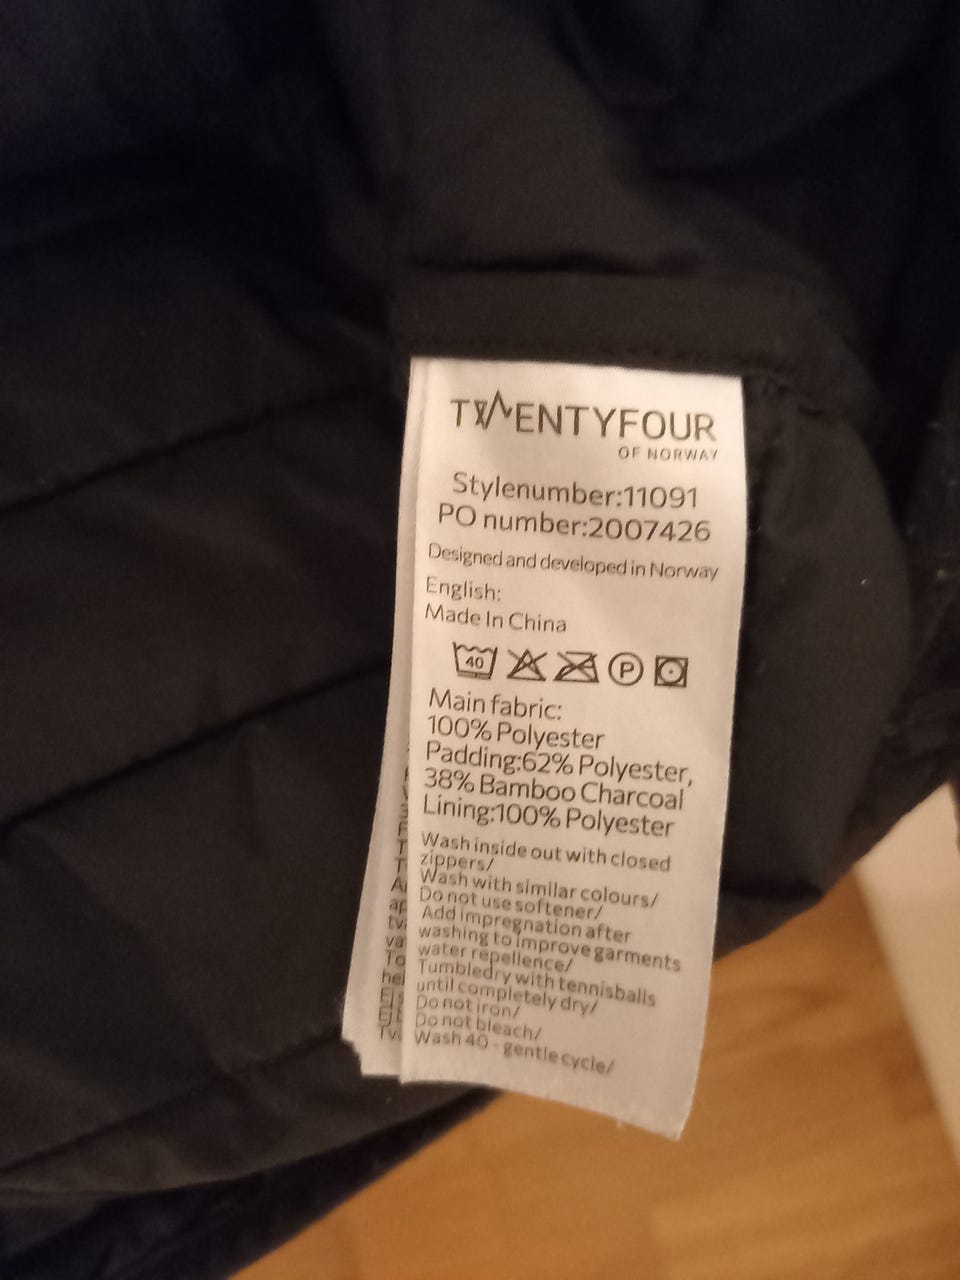 TWENTYFOUR
OF NORWAY
Stylenumber:11091
PO number:2007426
Designed and developed in Norway
English:
Made In China
40
P
Main fabric:
100% Polyester
Padding:62% Polyester,
38% Bamboo Charcoal
Lining:100% Polyester
Wash inside out with closed
zippers/
Wash with similar colours/
Do not use softener/
Add impregnation after
washing to improve garments
water repellence/
Tumbledry with tennisballs
until completely dry/
Do not iron/
Do not bleach/
Wash 40 - gentle cycle/